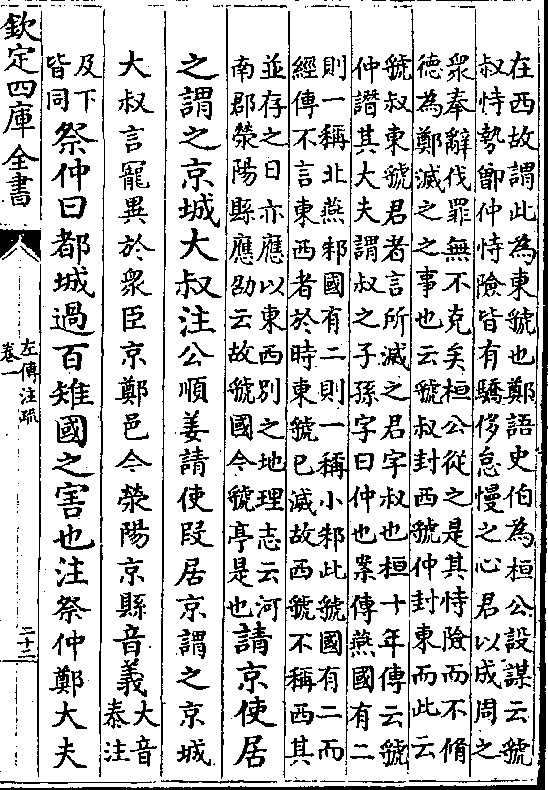 在西故謂此為東虢也鄭語史伯為桓公設謀云虢
叔恃勢鄶仲恃險皆有驕侈怠慢之心君以成周之
眾奉辭伐罪無不克矣桓公從之是其恃險而不脩
德為鄭滅之之事也云虢叔封西虢仲封東而此云
虢叔東虢君者言所滅之君字叔也桓十年傳云虢
仲譖其大夫謂叔之子孫字曰仲也案傳燕國有二
則一稱北燕邾國有二則一稱小邾此虢國有二而
經傳不言東西者於時東虢已滅故西虢不稱西其
並存之日亦應以東西別之地理志云河
南郡滎陽縣應劭云故虢國今虢亭是也
請京使居
之謂之京城大叔注公順姜請使段居京謂之京城
大叔言寵異於眾臣京鄭邑今滎陽京縣音義
大音
泰注
及下
皆同
祭仲曰都城過百雉國之害也注祭仲鄭大夫
欽定四庫全書
左傳注疏
卷一
二十三